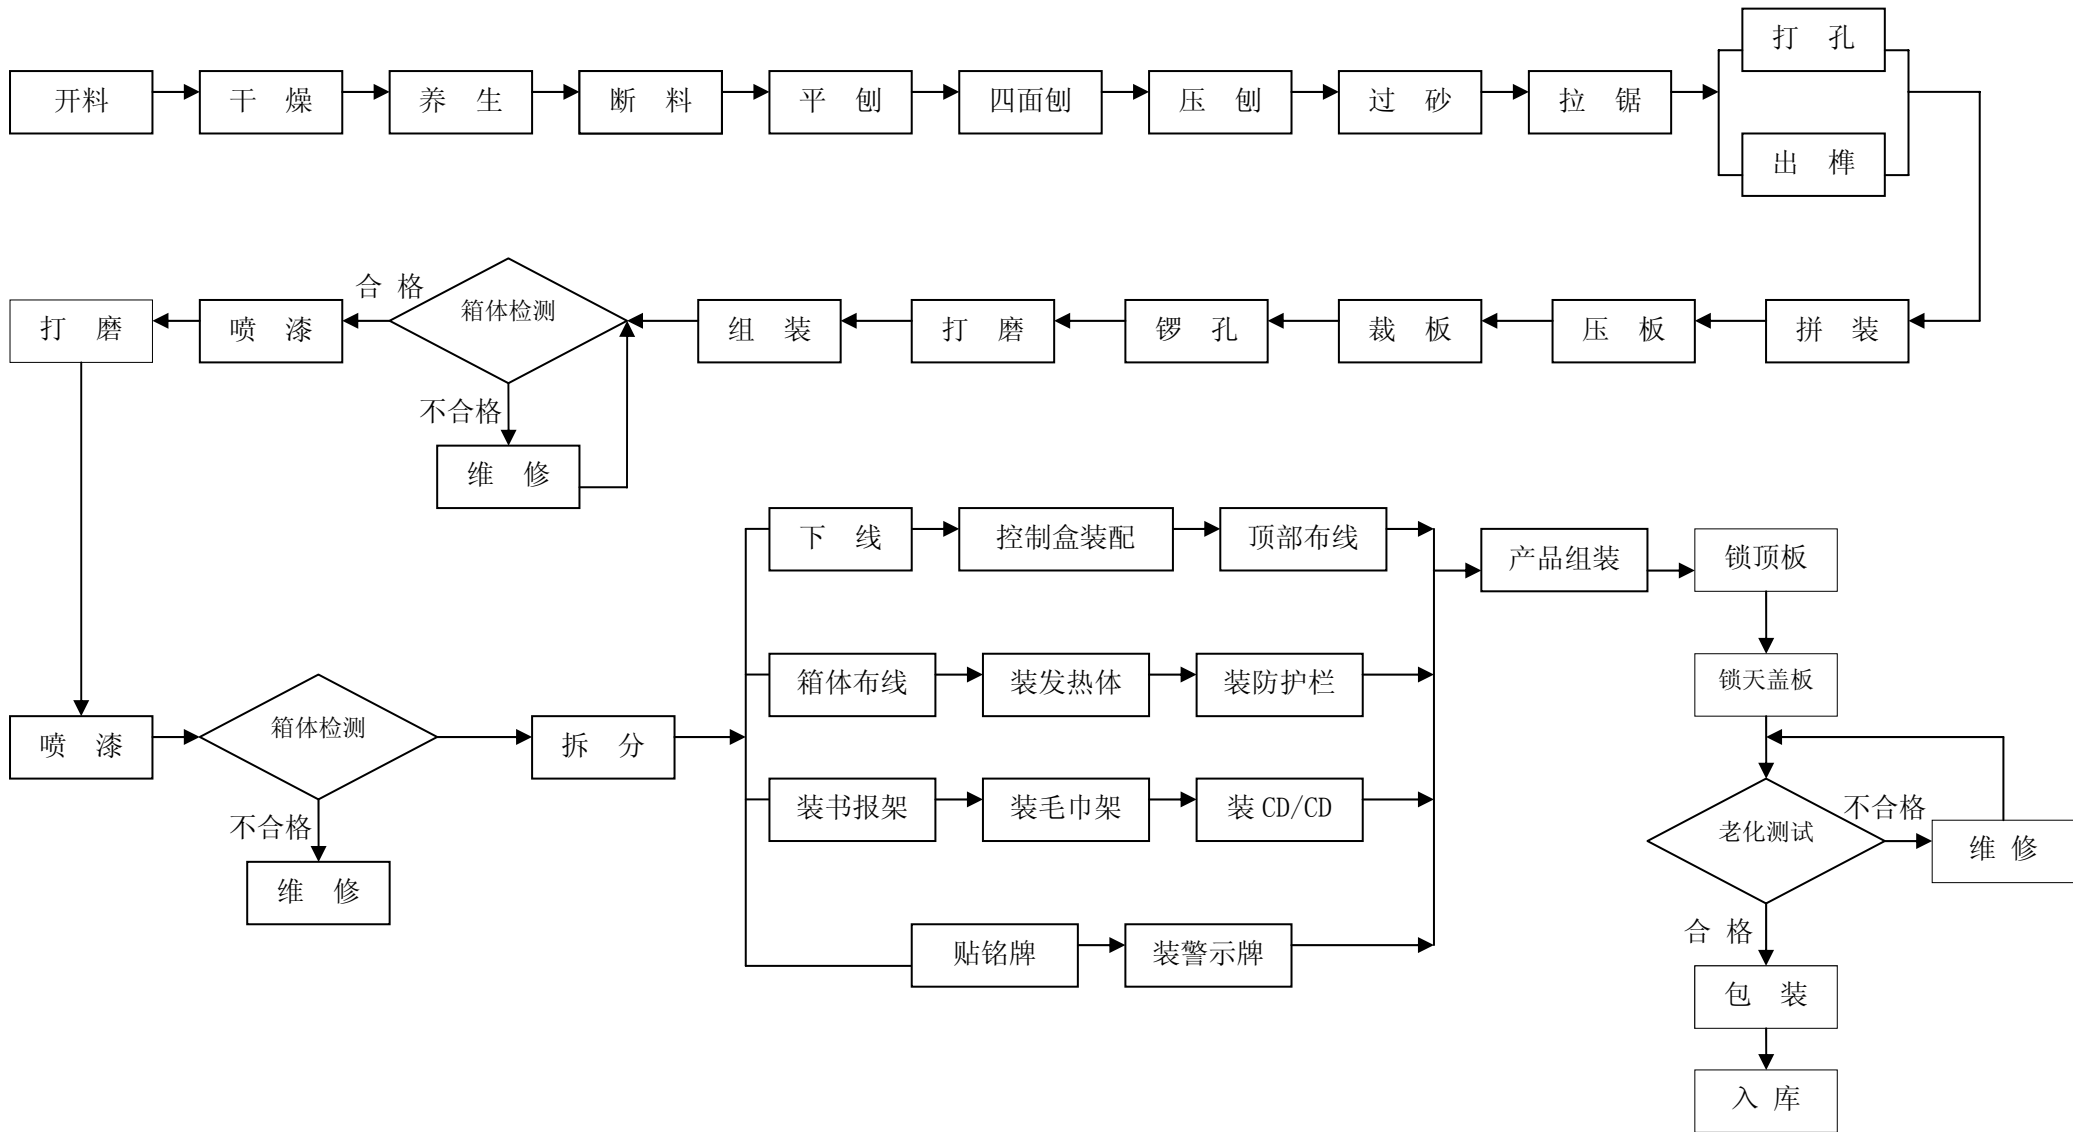 打 孔
开料
干 燥
养 生
断 料
平 刨
四面刨
压 刨
过 砂
拉 锯
出 榫
合 格
箱体检测
打 磨
喷 漆
组 装
打 磨
锣 孔
裁 板
压 板
拼 装
不合格
维 修
下 线
控制盒装配
顶部布线
产品组装
锁顶板
箱体布线
装发热体
装防护栏
锁天盖板
喷 漆
箱体检测
拆 分
不合格
装书报架
装毛巾架
装 CD/CD
不合格
老化测试
维 修
维 修
合 格
贴铭牌
装警示牌
包 装
入 库